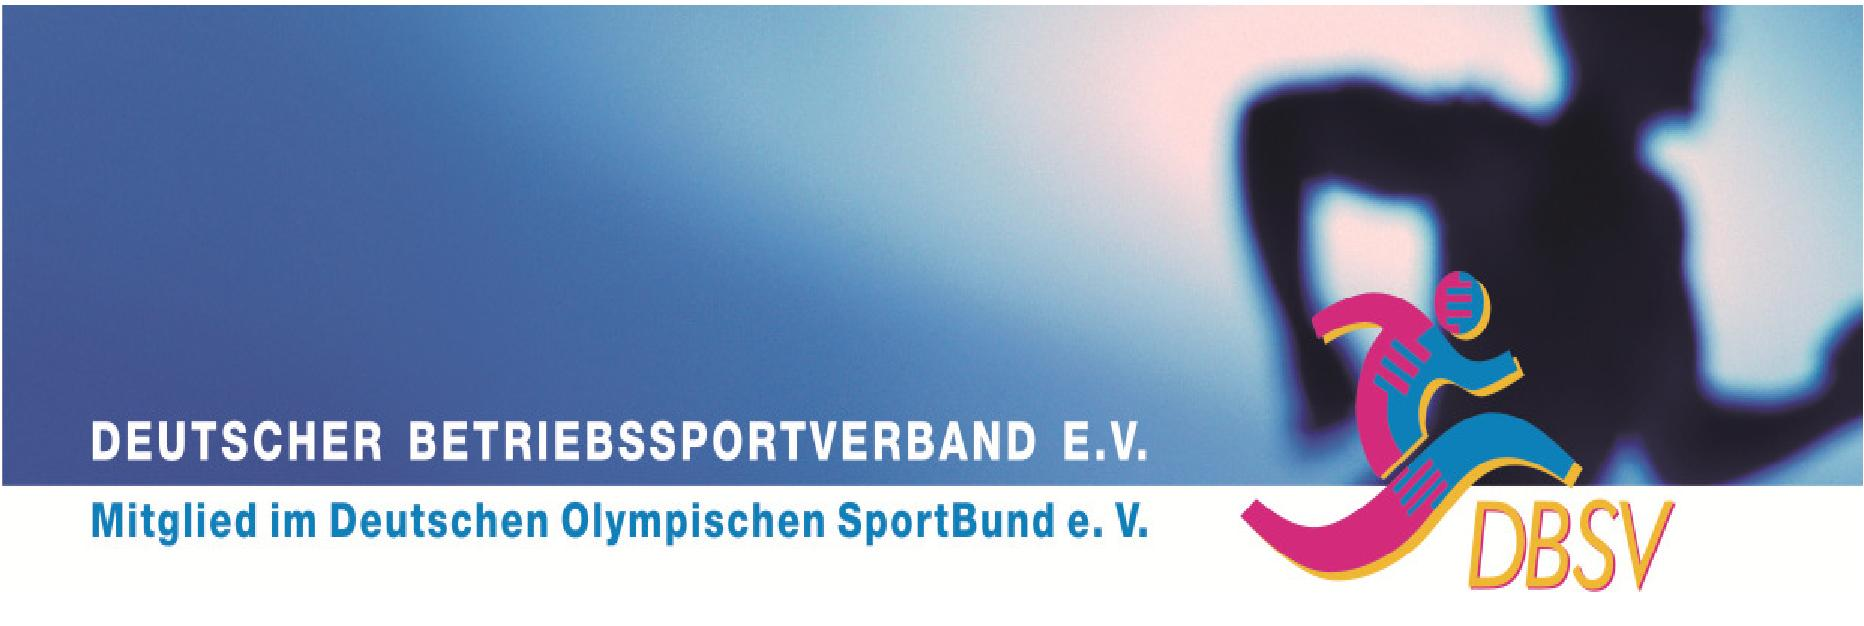 DEUTSCHER BETRIEBSSPORTVERBAND E.V.
Mitglied im Deutschen Olympischen SportBund e. V.
DBSV